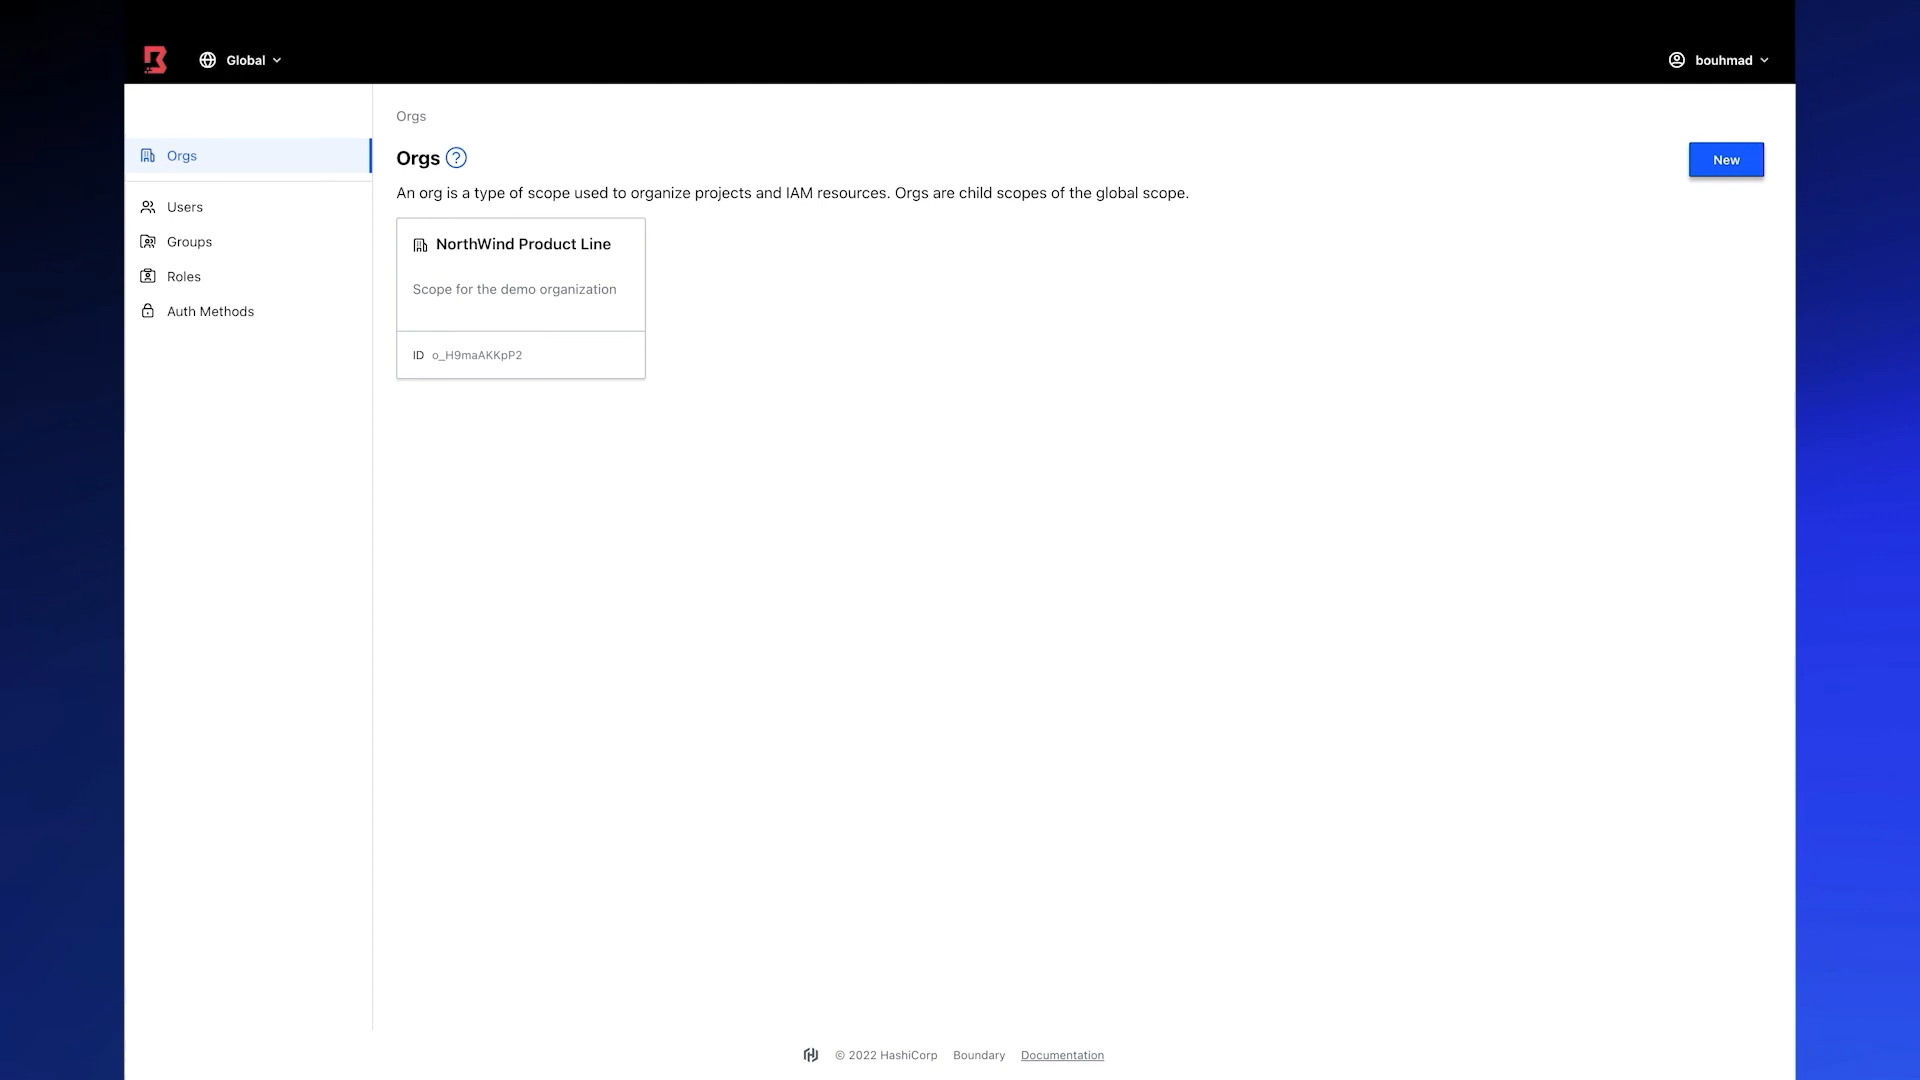 Global
bouhmad
Orgs
Users
Groups
Roles
Auth Methods
Orgs
Orgs ?
New
An org is a type of scope used to organize projects and IAM resources. Orgs are child scopes of the global scope.
NorthWind Product Line
Scope for the demo organization
ID o_H9maAKKpP2
© 2022 HashiCorp Boundary Documentation